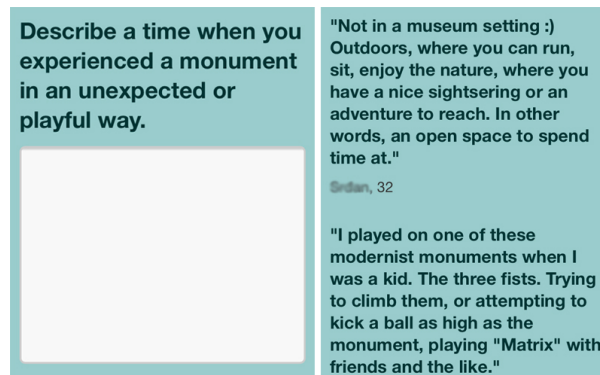 Describe a time when you
experienced a monument
in an unexpected or
playful way.
"Not in a museum setting :)
Outdoors, where you can run,
sit, enjoy the nature, where you
have a nice sightsering or an
adventure to reach. In other
words, an open space to spend
time at."
32
"I played on one of these
modernist monuments when I
was a kid. The three fists. Trying
to climb them, or attempting to
kick a ball as high as the
monument, playing "Matrix" with
friends and the like."